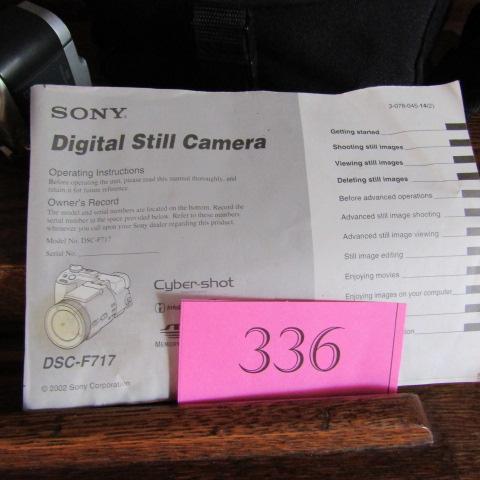 SONY
Digital Still Camera
Operating Instructions
Before operating the unit, please read this manual thoroughly, and
retain it for future reference.
Owner's Record
The model and serial numbers are located on the bottom. Record the
serial number in the space provided below. Refer to these numbers
whenever you call upon your Sony dealer regarding this product.
Model No. DSC-F717
Serial No.
Cyber-shot
DSC-F717
© 2002 Sony Corporation
3-078-045-14(2)
Getting started
Shooting still images
Viewing still images
Deleting still images
Before advanced operations
Advanced still image shooting
Advanced still image viewing
Still image editing
Enjoying movies
Enjoying images on your computer
336